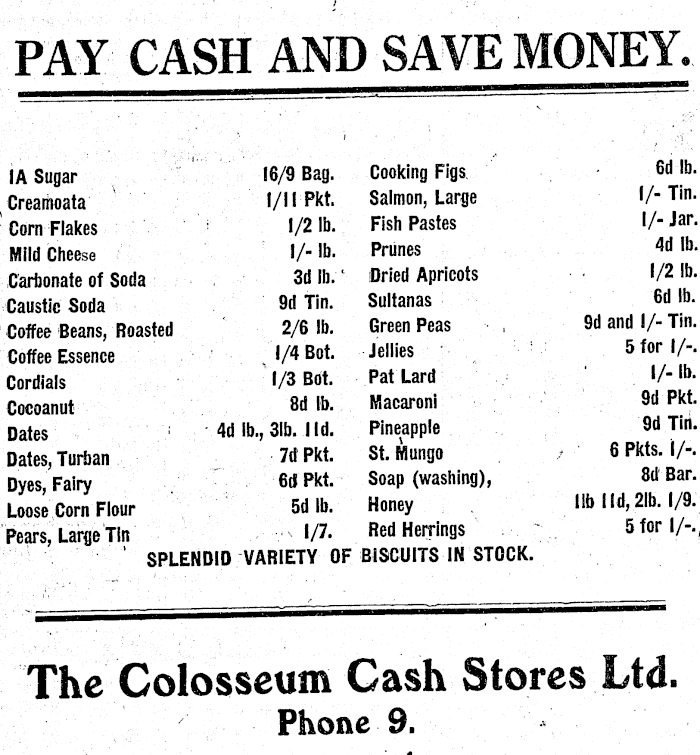 PAY CASH AND SAVE MONEY.
1A Sugar 16/9 Bag.
Creamoata 1/11 Pkt.
Corn Flakes 1/2 lb.
Mild Cheese 1/- lb.
Carbonate of Soda 3d lb.
Caustic Soda 9d Tin.
Coffee Beans, Roasted 2/6 lb.
Coffee Essence 1/4 Bot.
Cordials 1/3 Bot.
Cocoanut 8d lb.
Dates 4d lb., 3lb. 11d.
Dates, Turban 7d Pkt.
Dyes, Fairy 6d Pkt.
Loose Corn Flour 5d lb.
Pears, Large Tin 1/7.
Cooking Figs 6d lb.
Salmon, Large 1/- Tin.
Fish Pastes 1/- Jar.
Prunes 4d lb.
Dried Apricots 1/2 lb.
Sultanas 6d lb.
Green Peas 9d and 1/- Tin.
Jellies 5 for 1/-.
Pat Lard 1/- lb.
Macaroni 9d Pkt.
Pineapple 9d Tin.
St. Mungo 6 Pkts. 1/-.
Soap (washing), 8d Bar.
Honey 1lb 11d, 2lb. 1/9.
Red Herrings 5 for 1/-.
SPLENDID VARIETY OF BISCUITS IN STOCK.
The Colosseum Cash Stores Ltd.
Phone 9.